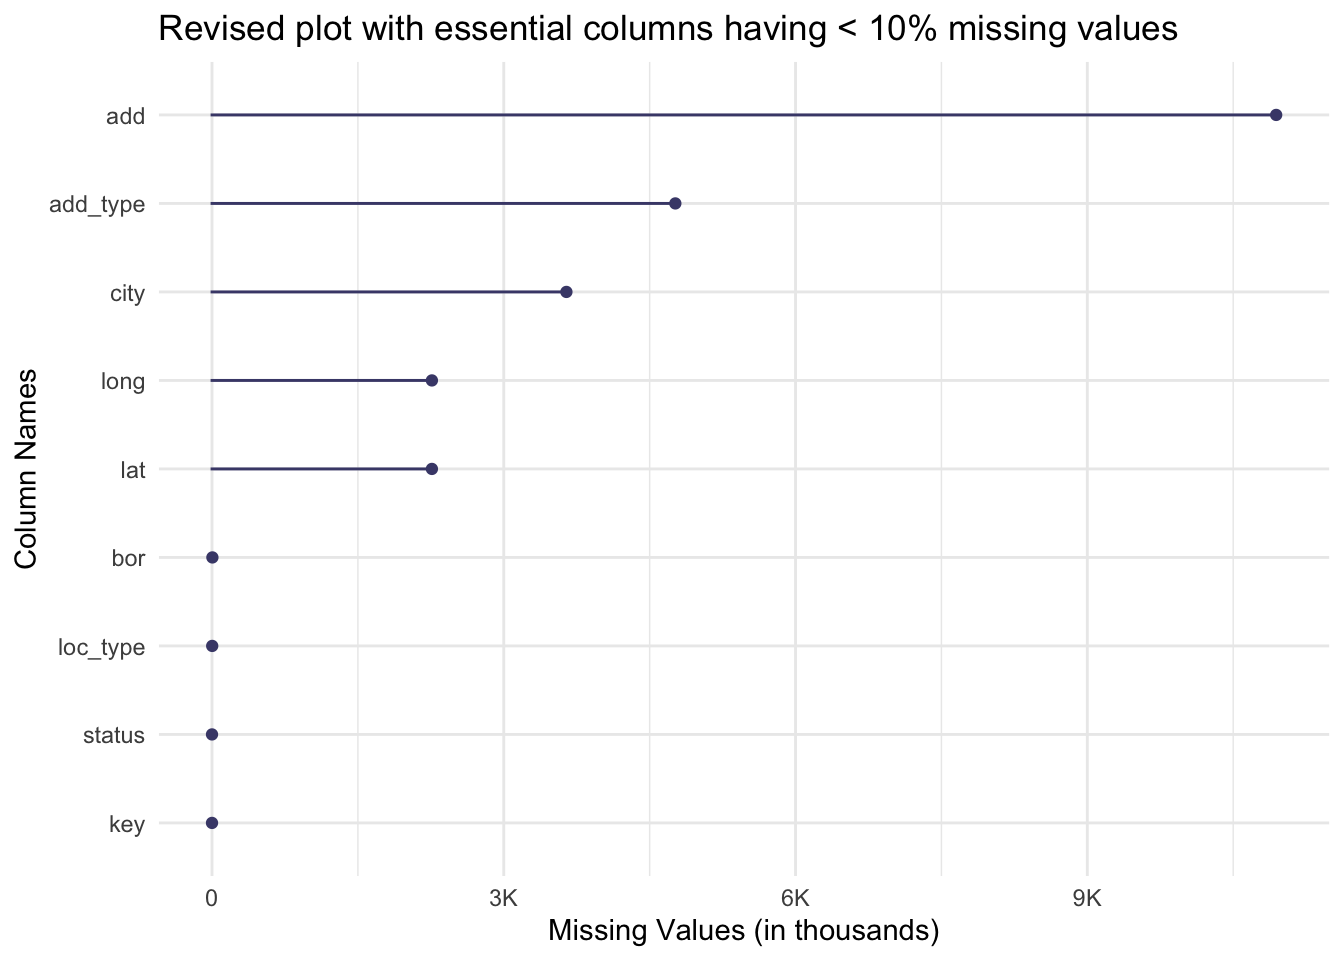 Revised plot with essential columns having < 10% missing values
add
add_type
city
long
lat
bor
loc_type
status
key
Column Names
0 3K 6K 9K
Missing Values (in thousands)